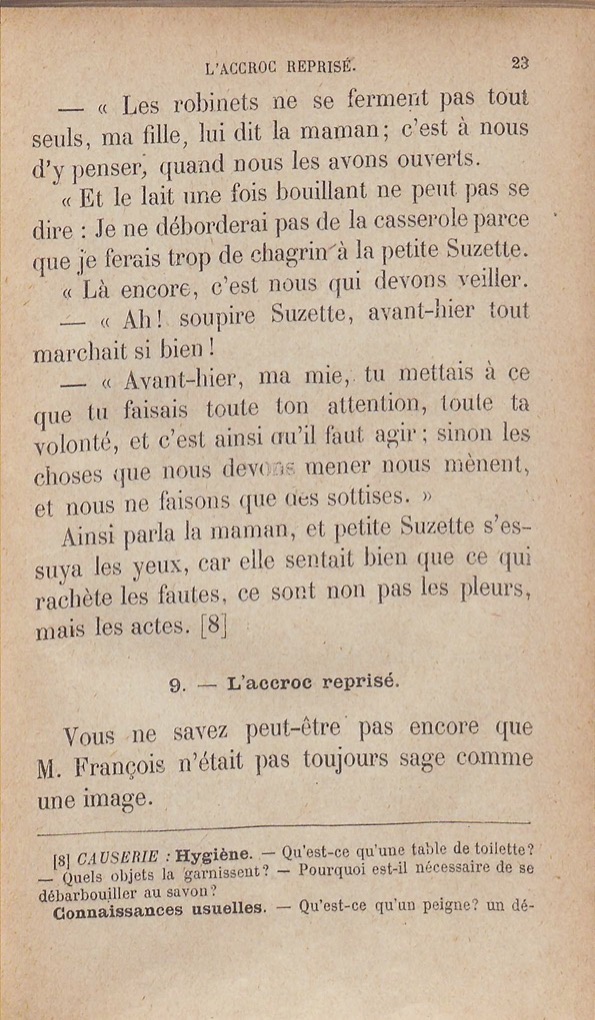 L'ACCROC REPRISÉ. 23
— « Les robinets ne se ferment pas tout
seuls, ma fille, lui dit la maman; c'est à nous
d'y penser, quand nous les avons ouverts.
« Et le lait une fois bouillant ne peut pas se
dire : Je ne déborderai pas de la casserole parce
que je ferais trop de chagrin à la petite Suzette.
« Là encore, c'est nous qui devons veiller.
— « Ah! soupire Suzette, avant-hier tout
marchait si bien !
— « Avant-hier, ma mie, tu mettais à ce
que tu faisais toute ton attention, toute ta
volonté, et c'est ainsi qu'il faut agir; sinon les
choses que nous devons mener nous mènent,
et nous ne faisons que des sottises. »
Ainsi parla la maman, et petite Suzette s'es-
suya les yeux, car elle sentait bien que ce qui
rachète les fautes, ce sont non pas les pleurs,
mais les actes. [8]
9. — L'accroc reprisé.
Vous ne savez peut-être pas encore que
M. François n'était pas toujours sage comme
une image.
[8] CAUSERIE : Hygiène. — Qu'est-ce qu'une table de toilette?
— Quels objets la garnissent? — Pourquoi est-il nécessaire de se
débarbouiller au savon?
Connaissances usuelles. — Qu'est-ce qu'un peigne? un dé-